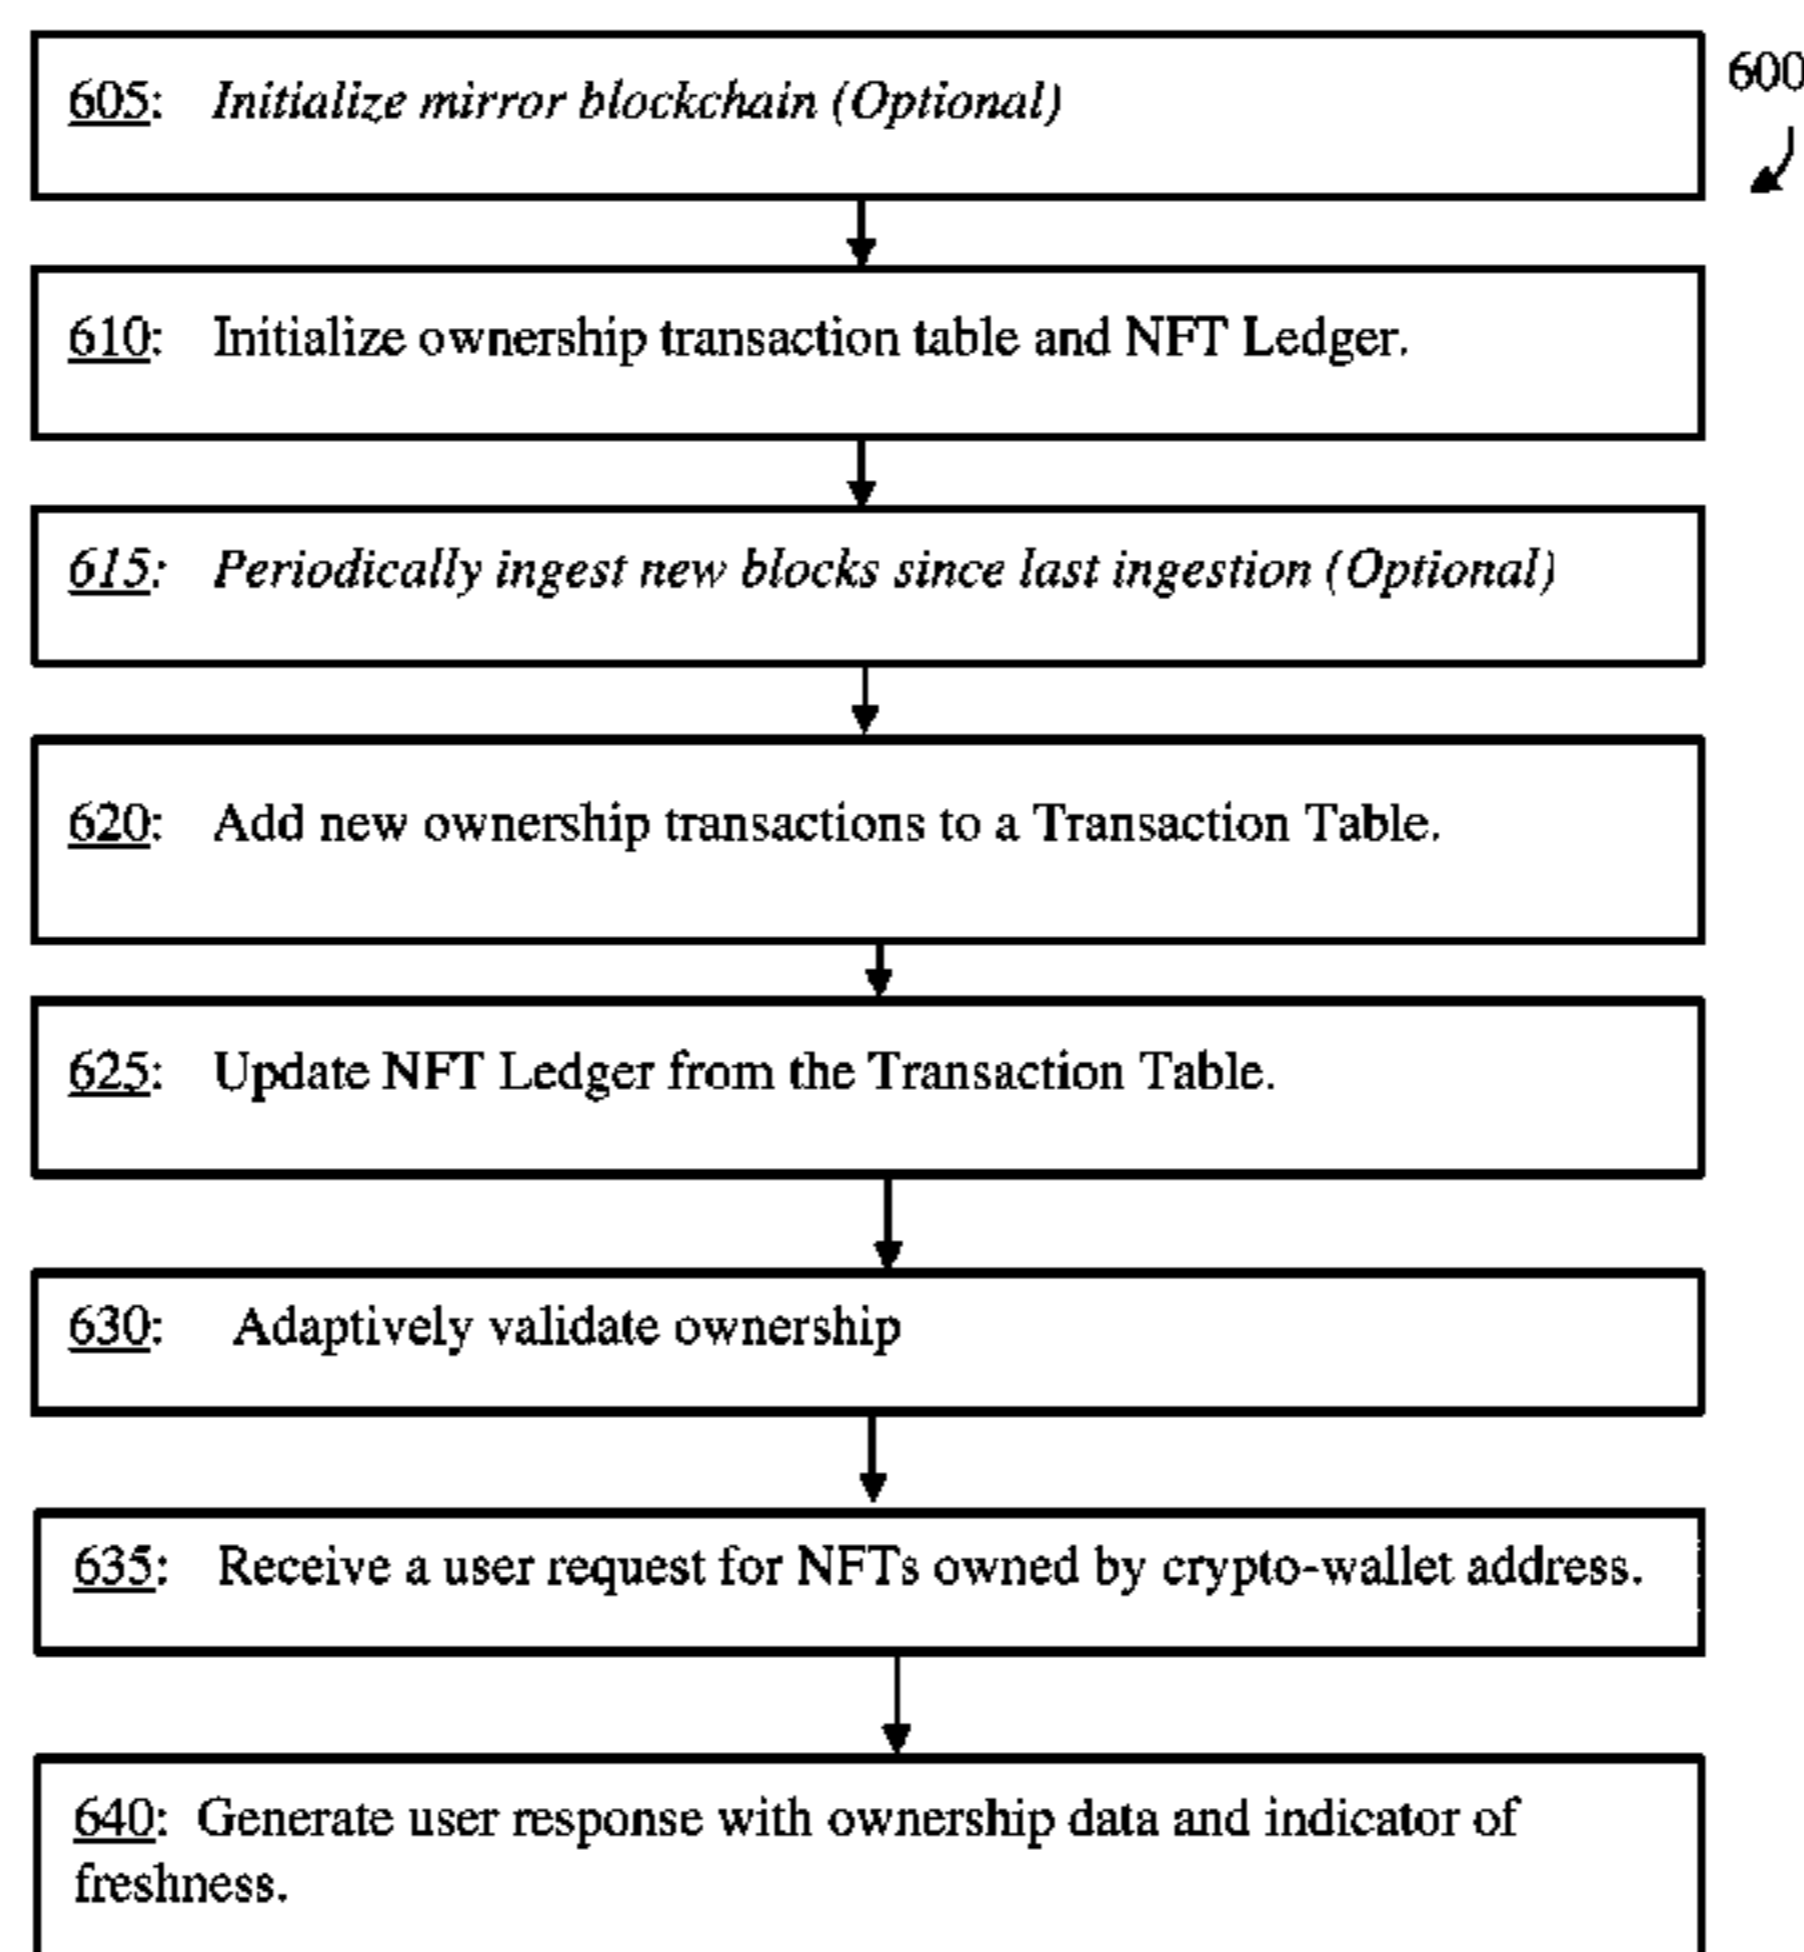 605: Initialize mirror blockchain (Optional)
600
610: Initialize ownership transaction table and NFT Ledger.
615: Periodically ingest new blocks since last ingestion (Optional)
620: Add new ownership transactions to a Transaction Table.
625: Update NFT Ledger from the Transaction Table.
630: Adaptively validate ownership
635: Receive a user request for NFTs owned by crypto-wallet address.
640: Generate user response with ownership data and indicator of
freshness.